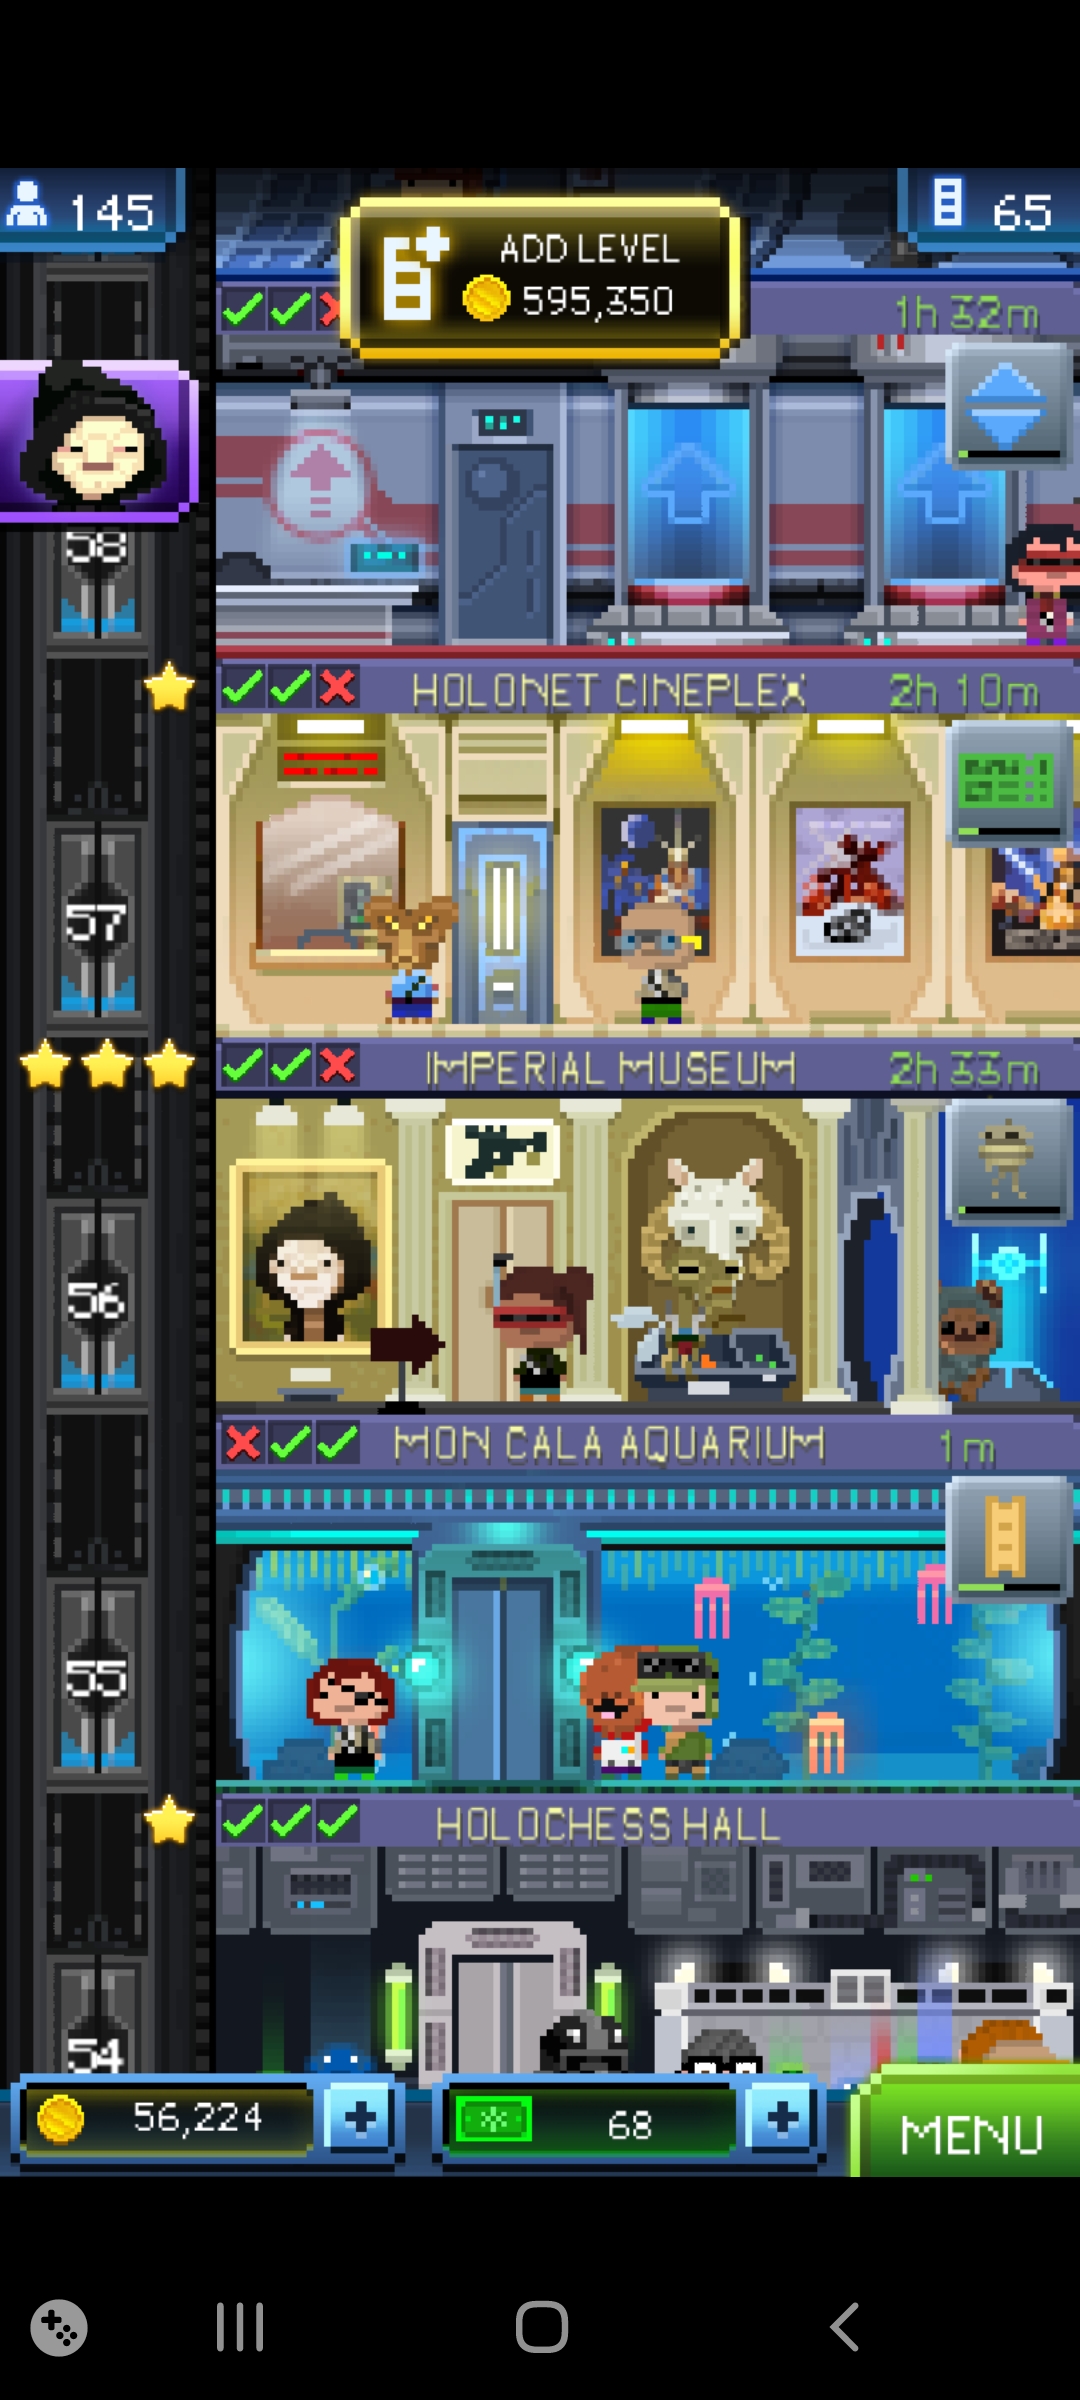 145
65
ADD LEVEL
595,350
1h 32m
58
HOLONET CINEPLEX
2h 10m
57
IMPERIAL MUSEUM
2h 33m
56
MON CALA AQUARIUM
1m
55
HOLOCHESS HALL
54
56,224
68
MENU